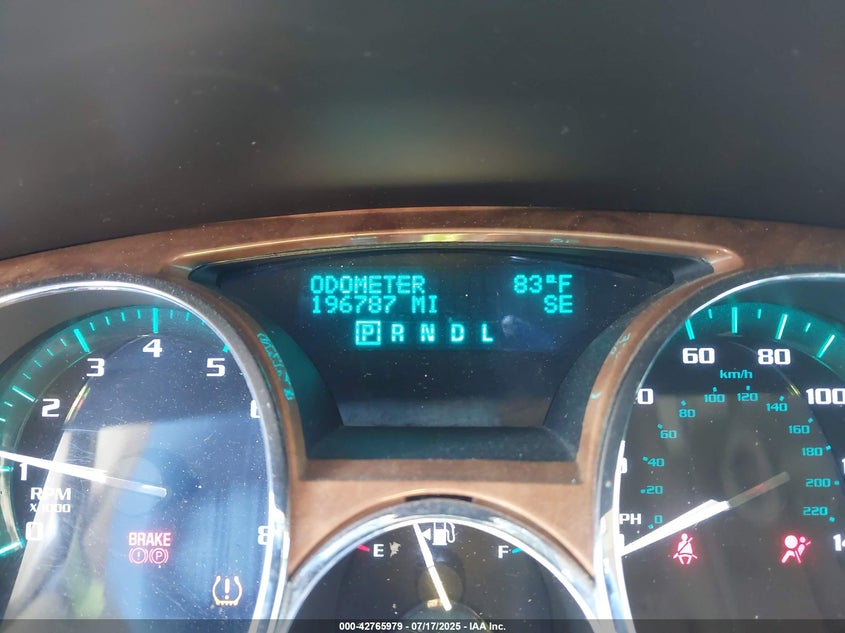 ODOMETER 83°F
196787 MI SE
P R N D L
0 1 2 3 4 5 6 8
RPM
X1000
BRAKE
(!) (P)
(!)
E F
60 80 100
km/h
0 20 40 60 80 100 120 140 160 180 200 220
000-42765979 - 07/17/2025 - IAA Inc.